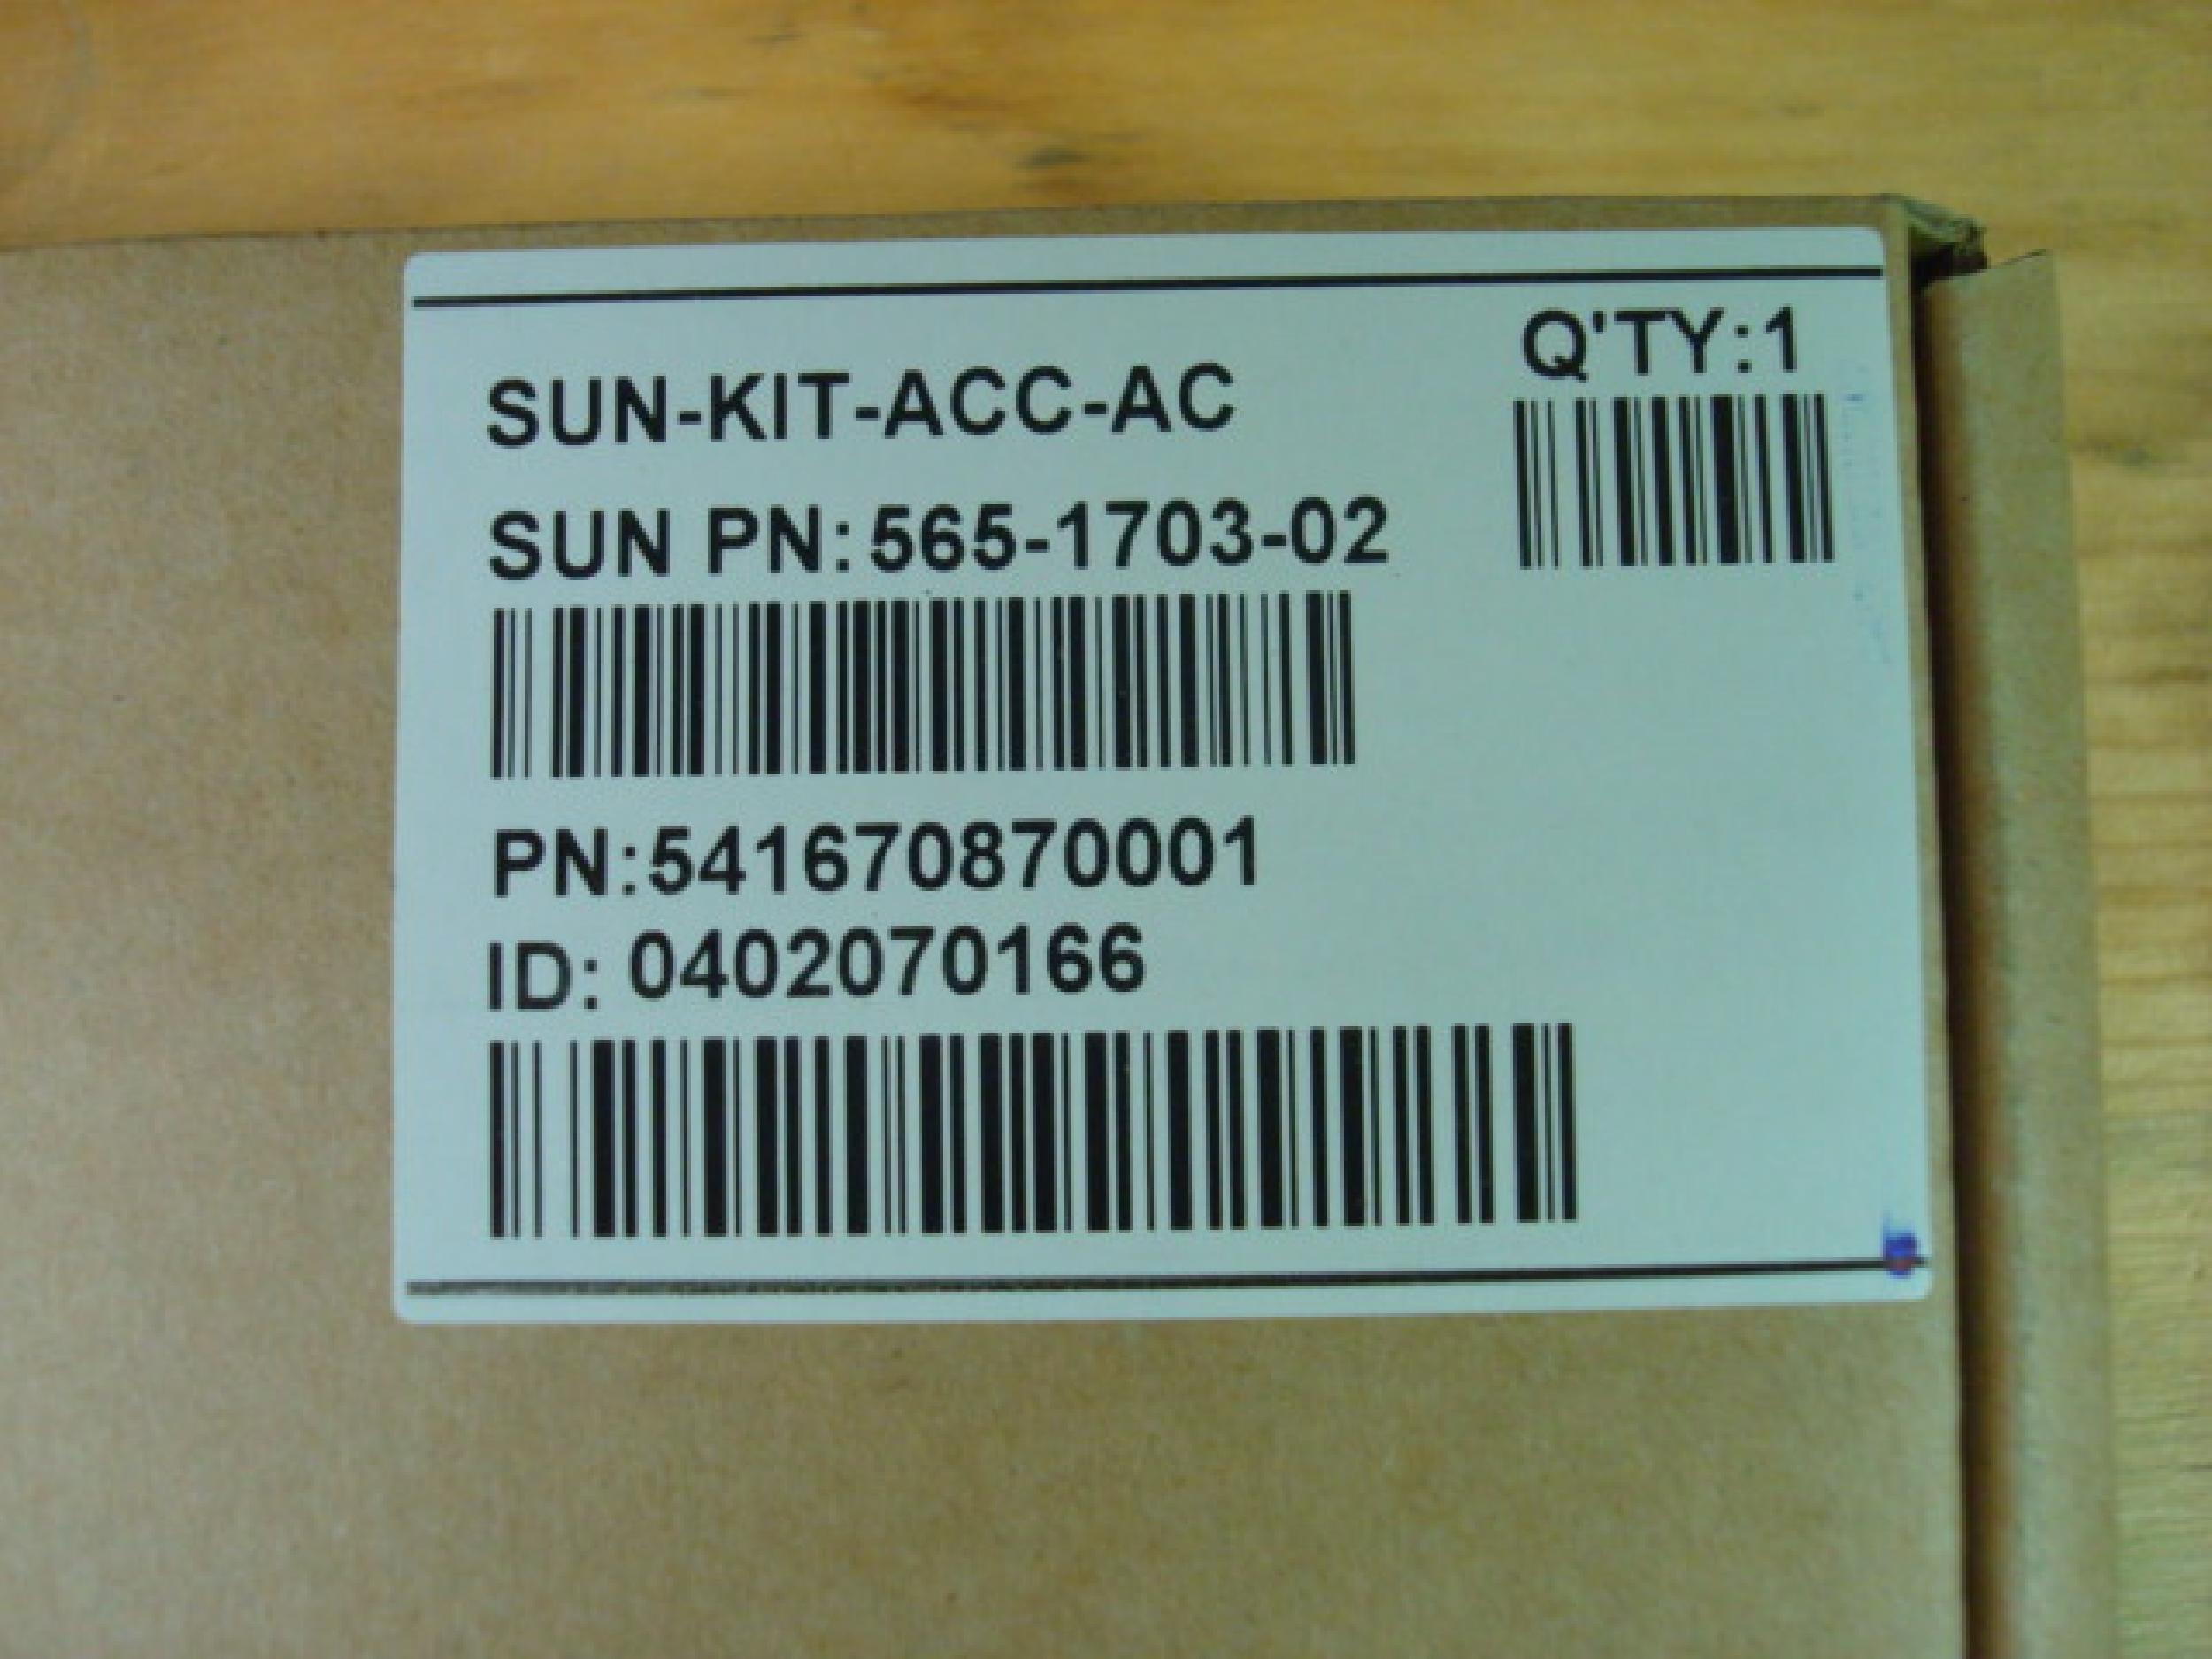 Q'TY:1
SUN-KIT-ACC-AC
SUN PN:565-1703-02
PN:541670870001
ID: 0402070166